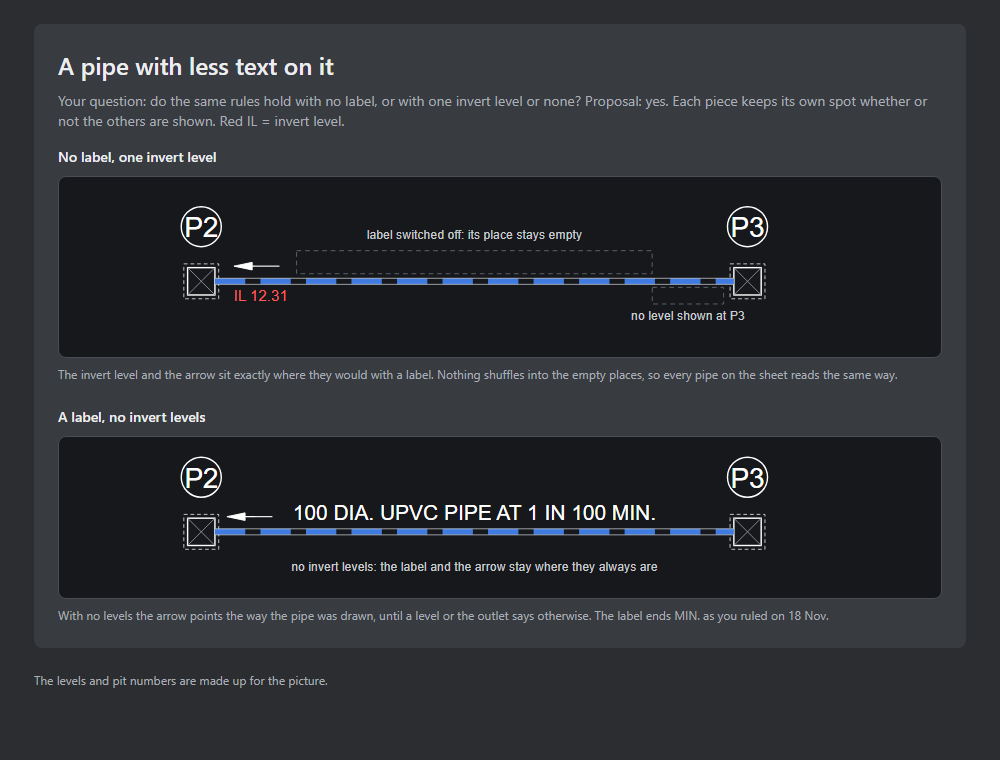 A pipe with less text on it
Your question: do the same rules hold with no label, or with one invert level or none? Proposal: yes. Each piece keeps its own spot whether or
not the others are shown. Red IL = invert level.
No label, one invert level
P2
P3
label switched off: its place stays empty
IL 12.31
no level shown at P3
The invert level and the arrow sit exactly where they would with a label. Nothing shuffles into the empty places, so every pipe on the sheet reads the same way.
A label, no invert levels
P2
P3
100 DIA. UPVC PIPE AT 1 IN 100 MIN.
no invert levels: the label and the arrow stay where they always are
With no levels the arrow points the way the pipe was drawn, until a level or the outlet says otherwise. The label ends MIN. as you ruled on 18 Nov.
The levels and pit numbers are made up for the picture.